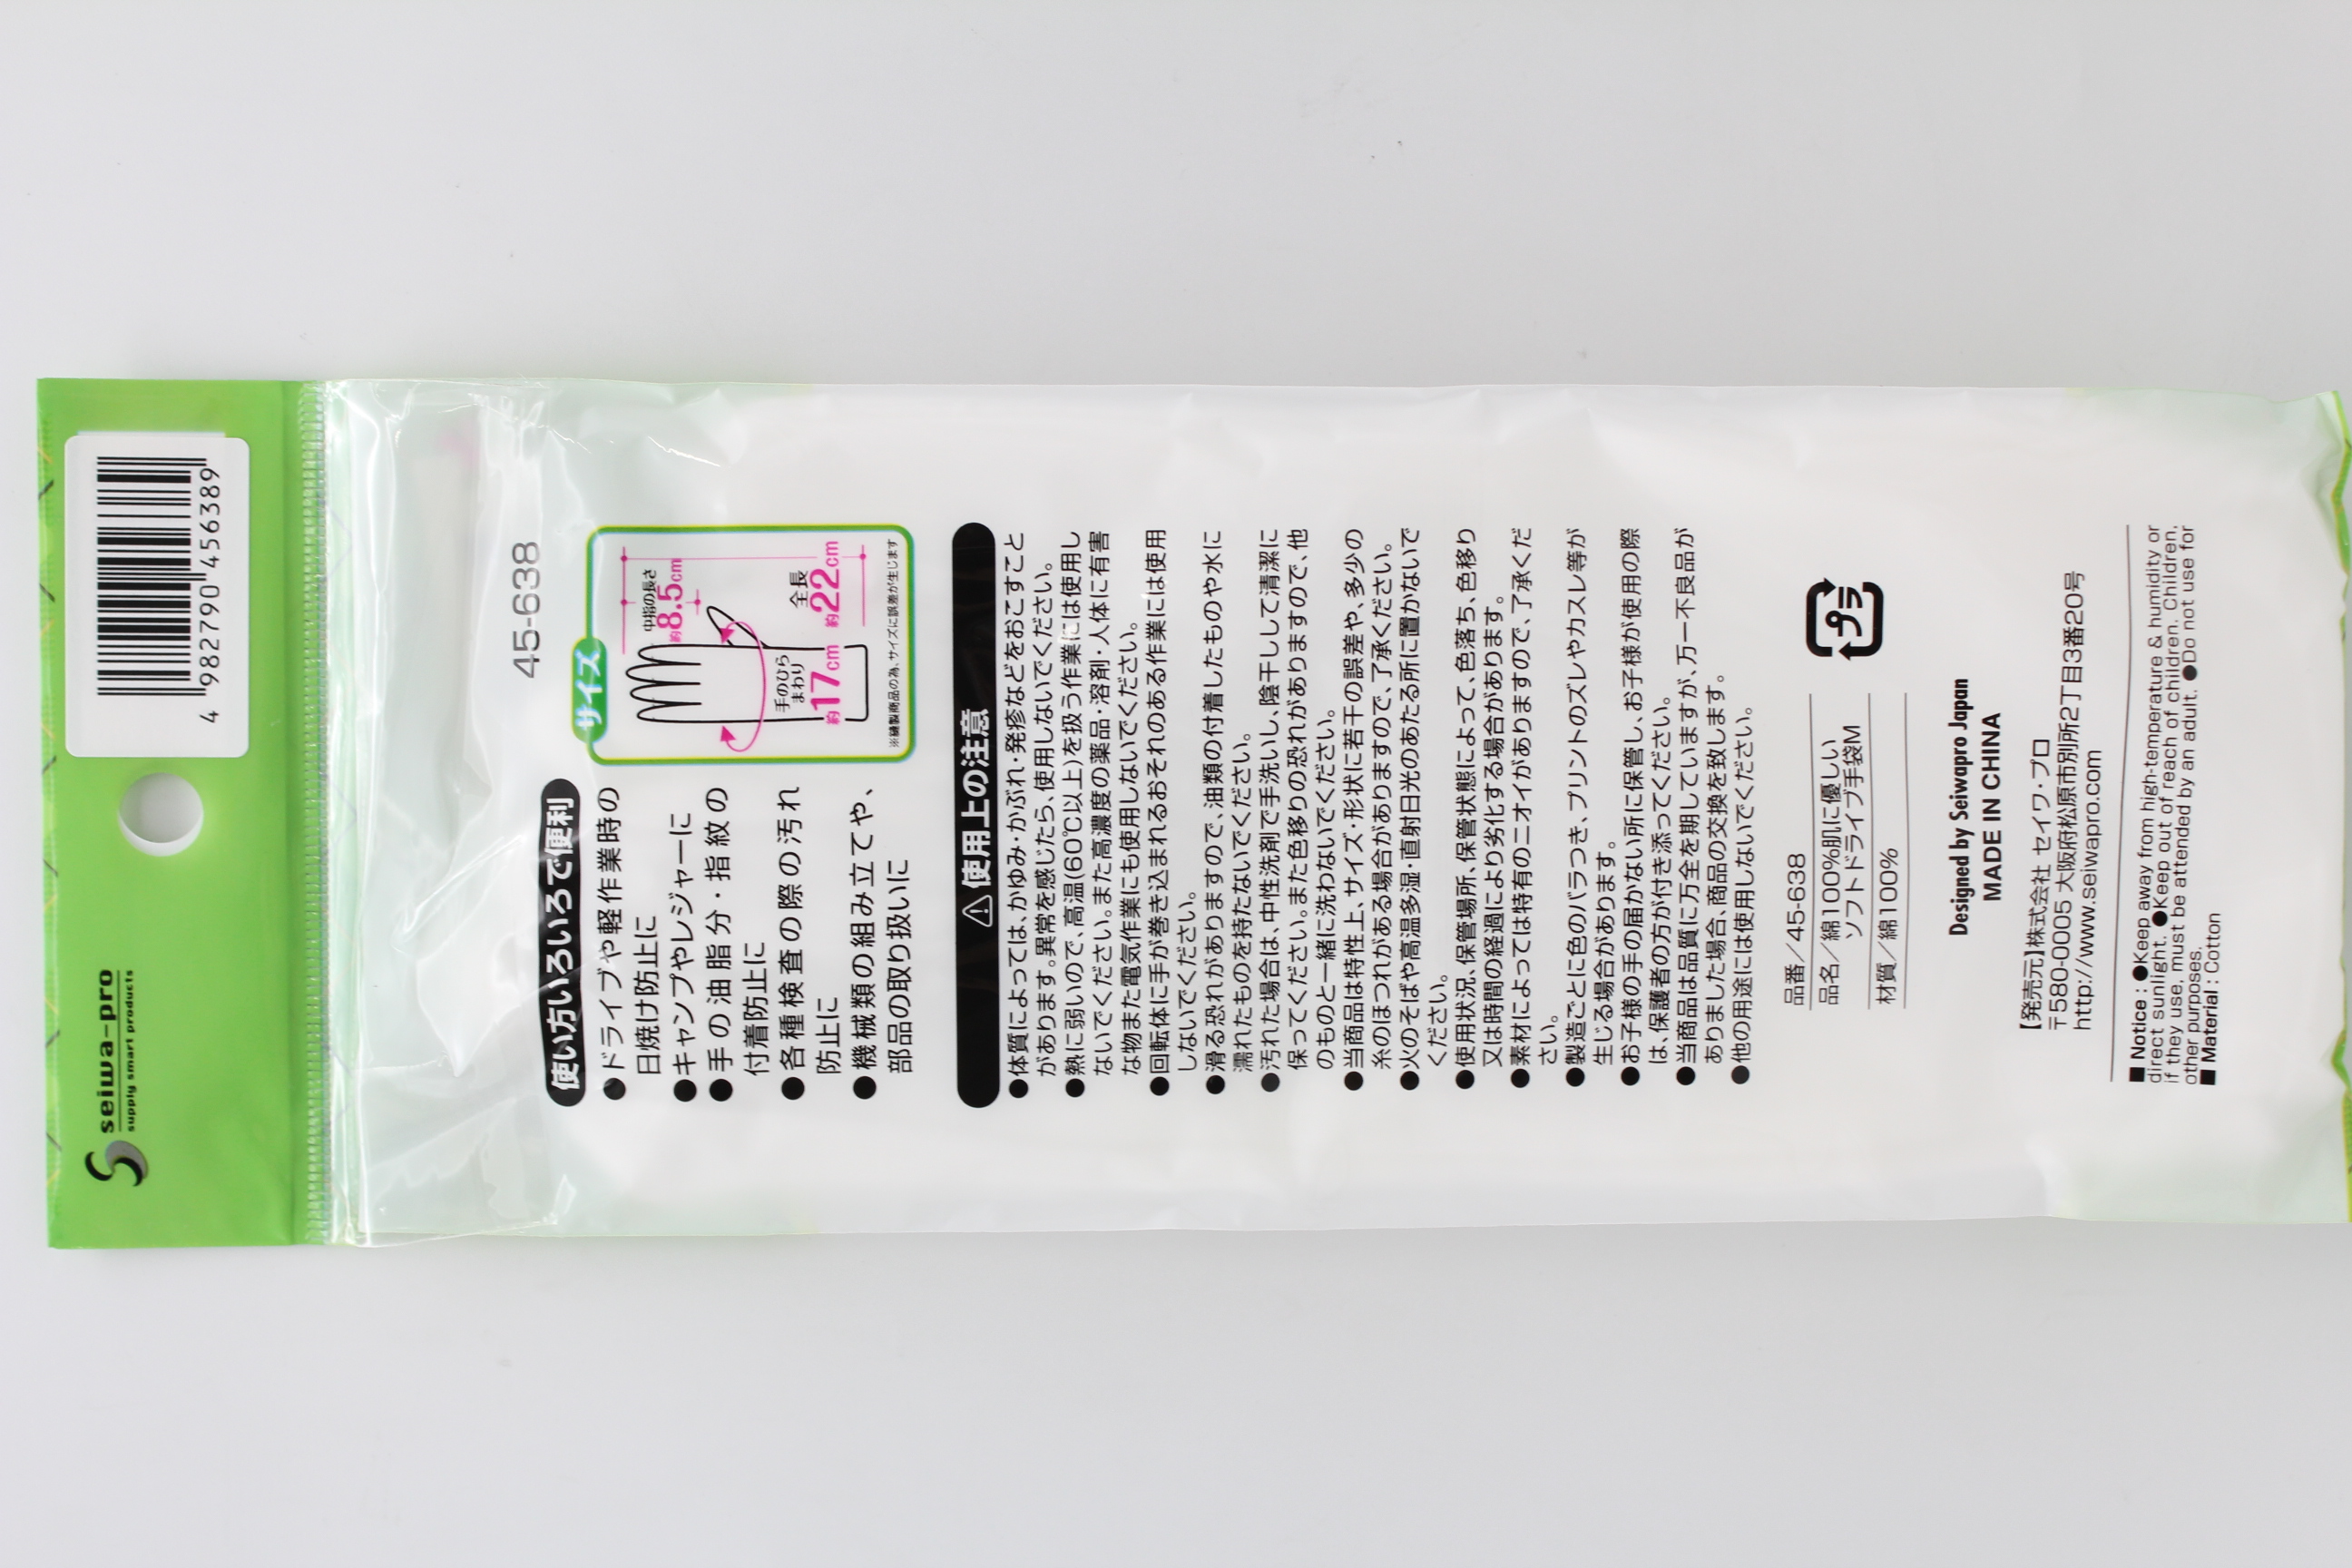 seiwa-pro
supply smart products
4 982790 456389
45-638
使い方いろいろで便利
●ドライブや軽作業時の
日焼け防止に
●キャンプやレジャーに
●手の油脂分・指紋の
付着防止に
●各種検査の際の汚れ
防止に
●機械類の組み立てや、
部品の取り扱いに
サイズ
中指の長さ
約8.5cm
手のひら
まわり
約17cm
全長
約22cm
※縫製商品の為、サイズに誤差が生じます
⚠ 使用上の注意
●体質によっては、かゆみ・かぶれ・発疹などをおこすこと
があります。異常を感じたら、使用しないでください。
●熱に弱いので、高温(60℃以上)を扱う作業には使用し
ないでください。また高濃度の薬品・溶剤・人体に有害
な物また電気作業にも使用しないでください。
●回転体に手が巻き込まれるおそれのある作業には使用
しないでください。
●滑る恐れがありますので、油類の付着したものや水に
濡れたものを持たないでください。
●汚れた場合は、中性洗剤で手洗いし、陰干しして清潔に
保ってください。また色移りの恐れがありますので、他
のものと一緒に洗わないでください。
●当商品は特性上、サイズ・形状に若干の誤差や、多少の
糸のほつれがある場合がありますので、了承ください。
●火のそばや高温多湿・直射日光のあたる所に置かないで
ください。
●使用状況、保管場所、保管状態によって、色落ち、色移り
又は時間の経過により劣化する場合があります。
●素材によっては特有のニオイがありますので、了承くだ
さい。
●製造ごとに色のバラつき、プリントのズレやカスレ等が
生じる場合があります。
●お子様の手の届かない所に保管し、お子様が使用の際
は、保護者の方が付き添ってください。
●当商品は品質に万全を期していますが、万一不良品が
ありました場合、商品の交換を致します。
●他の用途には使用しないでください。
品番／45-638
品名／綿100%肌に優しい
ソフトドライブ手袋M
材質／綿100%
プラ
Designed by Seiwapro Japan
MADE IN CHINA
【発売元】株式会社 セイワ・プロ
〒580-0005 大阪府松原市別所2丁目3番20号
http://www.seiwapro.com
■ Notice : ●Keep away from high-temperature & humidity or
direct sunlight. ●Keep out of reach of children. Children,
if they use, must be attended by an adult. ●Do not use for
other purposes.
■ Material : Cotton